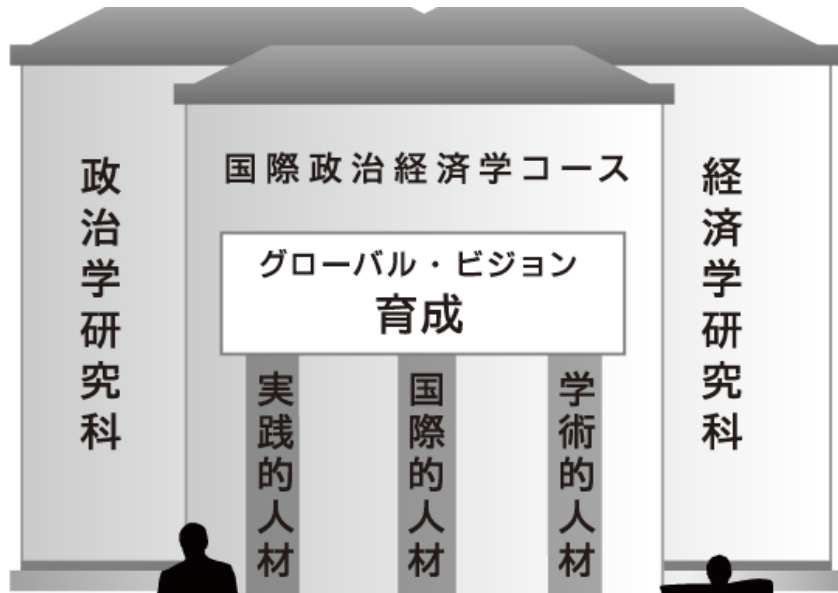 政治学研究科
国際政治経済学コース
グローバル・ビジョン
育成
実践的人材
国際的人材
学術的人材
経済学研究科